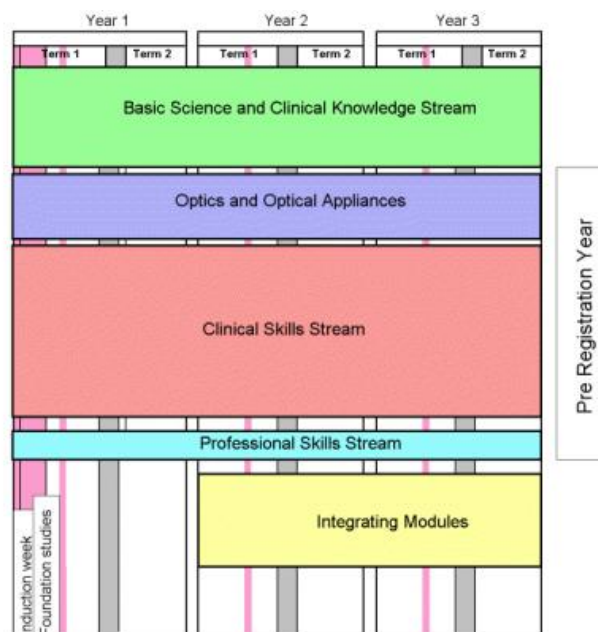 Year 1
Year 2
Year 3
Term 1
Term 2
Term 1
Term 2
Term 1
Term 2
Basic Science and Clinical Knowledge Stream
Optics and Optical Appliances
Clinical Skills Stream
Professional Skills Stream
Integrating Modules
Pre Registration Year
nduction week
Foundation studies